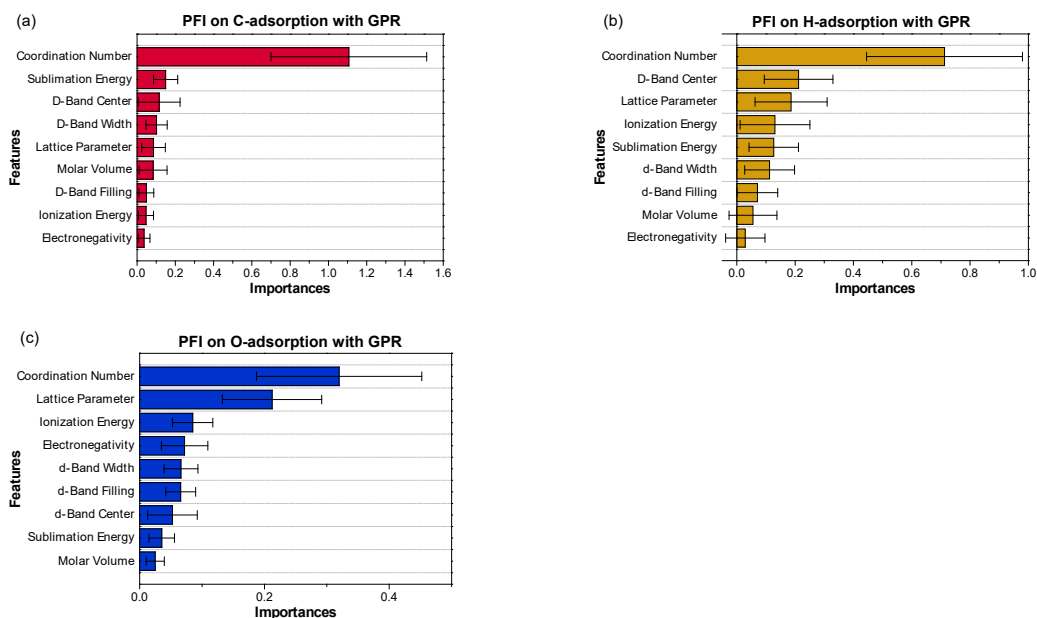 (a)
PFI on C-adsorption with GPR
Features
Coordination Number
Sublimation Energy
D-Band Center
D-Band Width
Lattice Parameter
Molar Volume
D-Band Filling
Ionization Energy
Electronegativity
0.0 0.2 0.4 0.6 0.8 1.0 1.2 1.4 1.6
Importances
(b)
PFI on H-adsorption with GPR
Features
Coordination Number
D-Band Center
Lattice Parameter
Ionization Energy
Sublimation Energy
d-Band Width
d-Band Filling
Molar Volume
Electronegativity
0.0 0.2 0.4 0.6 0.8 1.0
Importances
(c)
PFI on O-adsorption with GPR
Features
Coordination Number
Lattice Parameter
Ionization Energy
Electronegativity
d-Band Width
d-Band Filling
d-Band Center
Sublimation Energy
Molar Volume
0.0 0.2 0.4
Importances